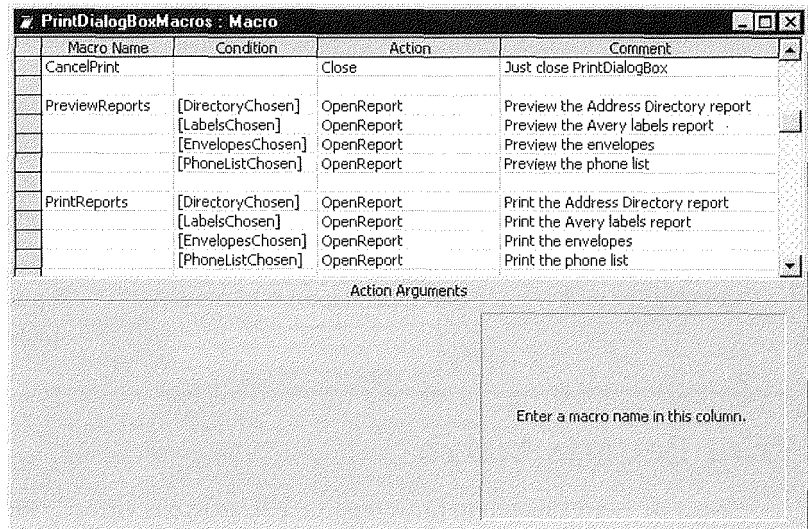 PrintDialogBoxMacros : Macro
Macro Name Condition Action Comment
CancelPrint Close Just close PrintDialogBox
PreviewReports [DirectoryChosen] OpenReport Preview the Address Directory report
[LabelsChosen] OpenReport Preview the Avery labels report
[EnvelopesChosen] OpenReport Preview the envelopes
[PhoneListChosen] OpenReport Preview the phone list
PrintReports [DirectoryChosen] OpenReport Print the Address Directory report
[LabelsChosen] OpenReport Print the Avery labels report
[EnvelopesChosen] OpenReport Print the envelopes
[PhoneListChosen] OpenReport Print the phone list
Action Arguments
Enter a macro name in this column.